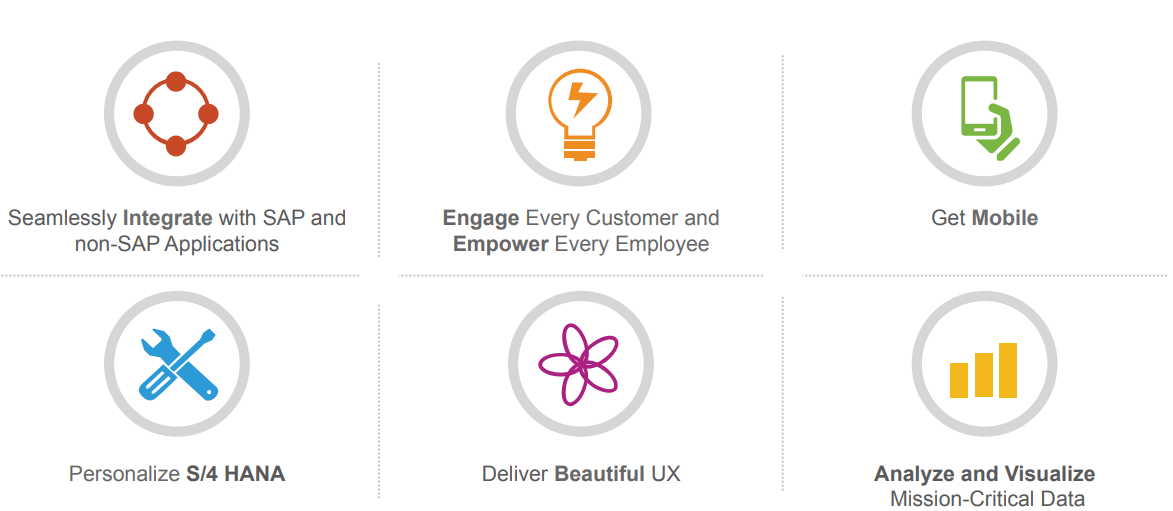 Seamlessly Integrate with SAP and
non-SAP Applications
Engage Every Customer and
Empower Every Employee
Get Mobile
Personalize S/4 HANA
Deliver Beautiful UX
Analyze and Visualize
Mission-Critical Data